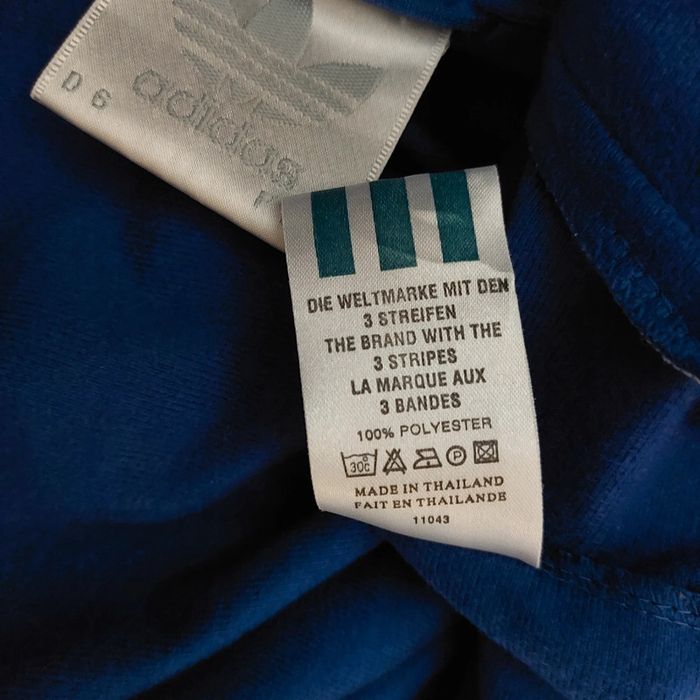 D 6
adidas
DIE WELTMARKE MIT DEN
3 STREIFEN
THE BRAND WITH THE
3 STRIPES
LA MARQUE AUX
3 BANDES
100% POLYESTER
30C
MADE IN THAILAND
FAIT EN THAILANDE
11043